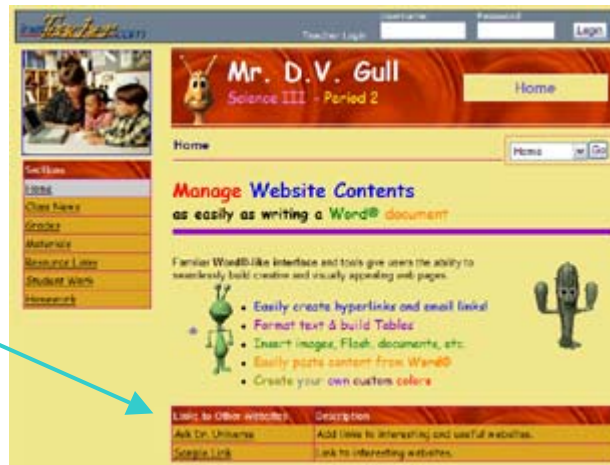 Teacher.com
Teacher Login
Username
Password
Login
Mr. D.V. Gull
Science III - Period 2
Home
Home
Home
Go
Sections
Home
Class News
Grades
Materials
Resource Links
Student Work
Homework
Manage Website Contents
as easily as writing a Word® document
Familiar Word®-like interface and tools give users the ability to
seamlessly build creative and visually appealing web pages.
• Easily create hyperlinks and email links!
• Format text & build Tables
• Insert images, Flash, documents, etc.
• Easily paste content from Word®
• Create your own custom colors
Links to Other websites
Description
Ask Dr. Universe
Add links to interesting and useful websites.
Sample Link
Link to interesting websites.